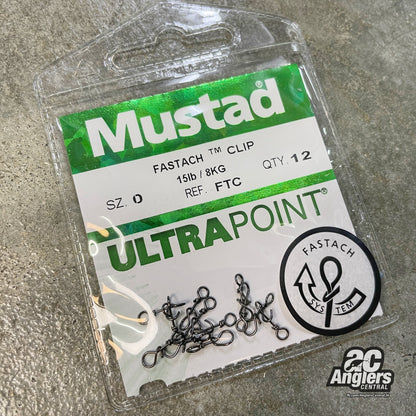 Mustad®
FASTACH ™ CLIP
15lb / 8KG
SZ. 0 REF. FTC QTY. 12
ULTRAPOINT®
FASTACH
SYSTEM
ac
Anglers
CENTRAL